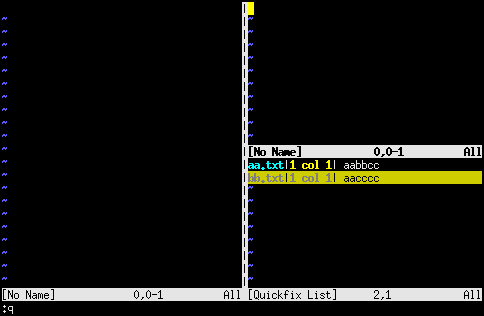 [No Name] 0,0-1 All
aa.txt|1 col 1| aabbcc
bb.txt|1 col 1| aacccc
[No Name] 0,0-1 All [Quickfix List] 2,1 All
:q